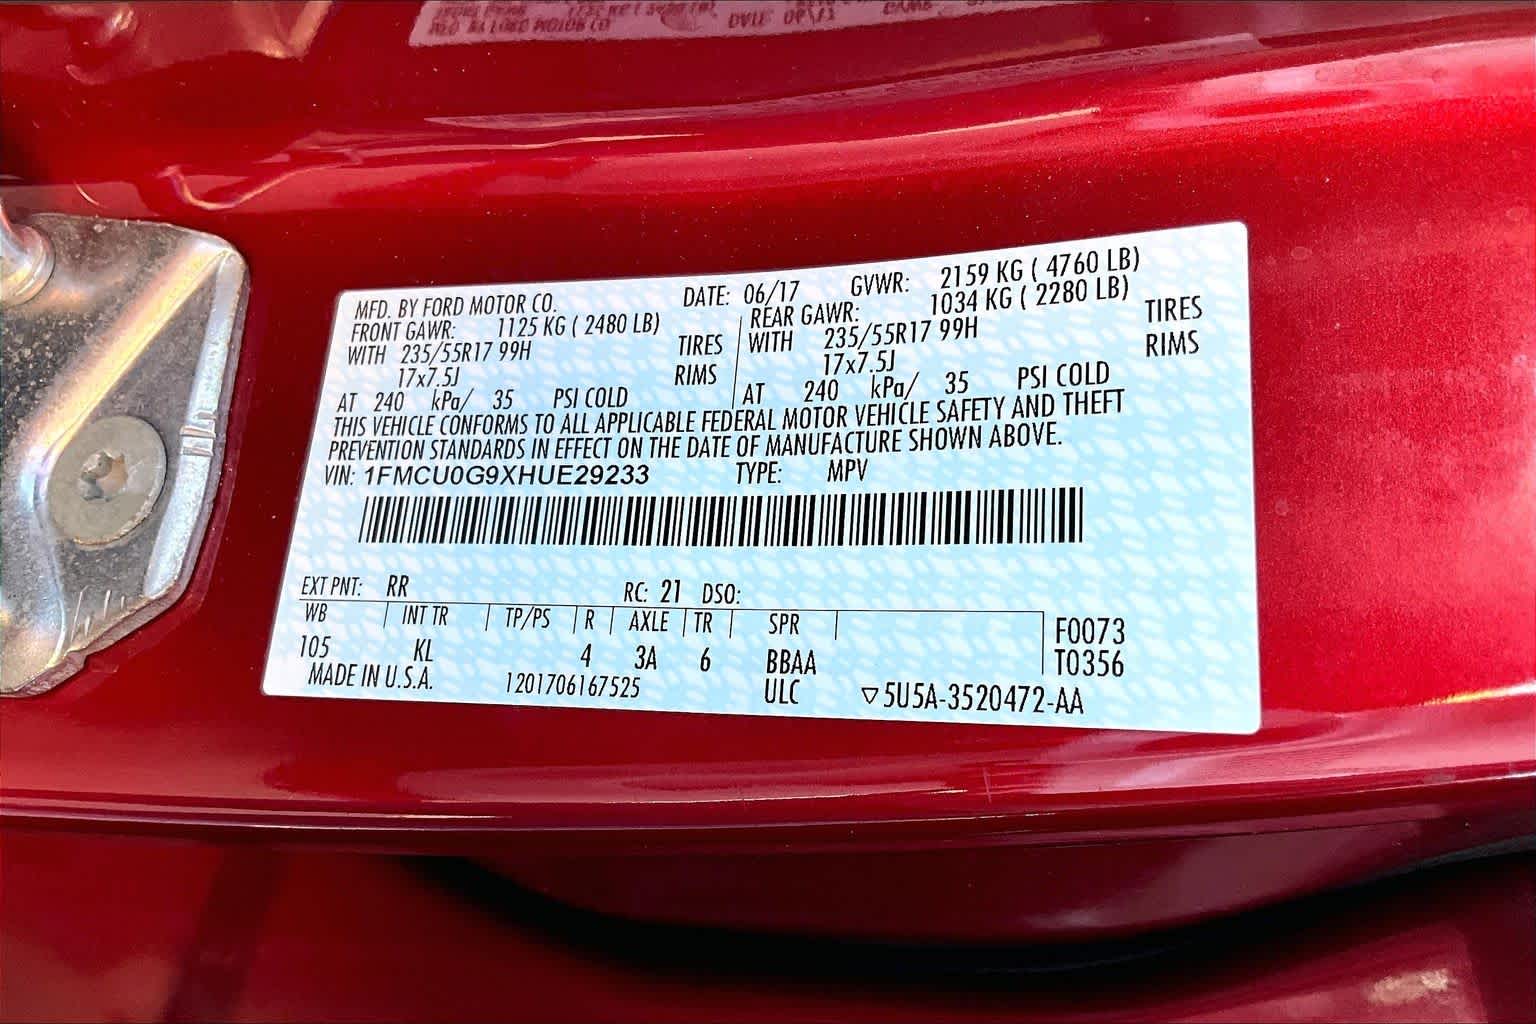 MFD. BY FORD MOTOR CO. DATE: 06/17 GVWR: 2159 KG ( 4760 LB)
FRONT GAWR: 1125 KG ( 2480 LB) REAR GAWR: 1034 KG ( 2280 LB)
WITH 235/55R17 99H TIRES WITH 235/55R17 99H TIRES
17x7.5J RIMS 17x7.5J RIMS
AT 240 kPa/ 35 PSI COLD AT 240 kPa/ 35 PSI COLD
THIS VEHICLE CONFORMS TO ALL APPLICABLE FEDERAL MOTOR VEHICLE SAFETY AND THEFT
PREVENTION STANDARDS IN EFFECT ON THE DATE OF MANUFACTURE SHOWN ABOVE.
VIN: 1FMCU0G9XHUE29233 TYPE: MPV
EXT PNT: RR RC: 21 DSO:
WB INT TR TP/PS R AXLE TR SPR F0073
105 KL 4 3A 6 BBAA T0356
MADE IN U.S.A. 1201706167525 ULC ▽5U5A-3520472-AA